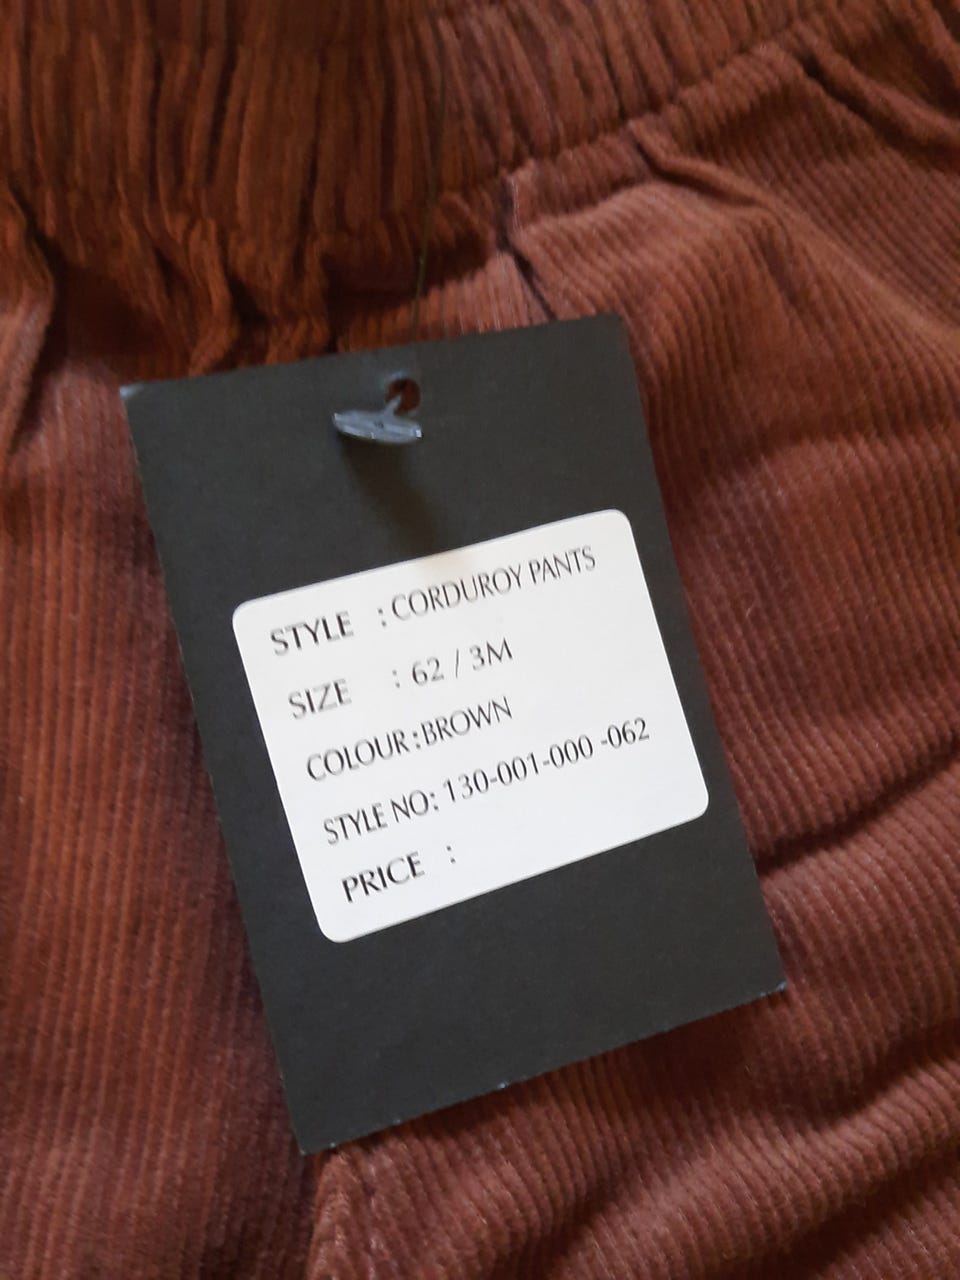 STYLE : CORDUROY PANTS
SIZE : 62 / 3M
COLOUR : BROWN
STYLE NO: 130-001-000 -062
PRICE :